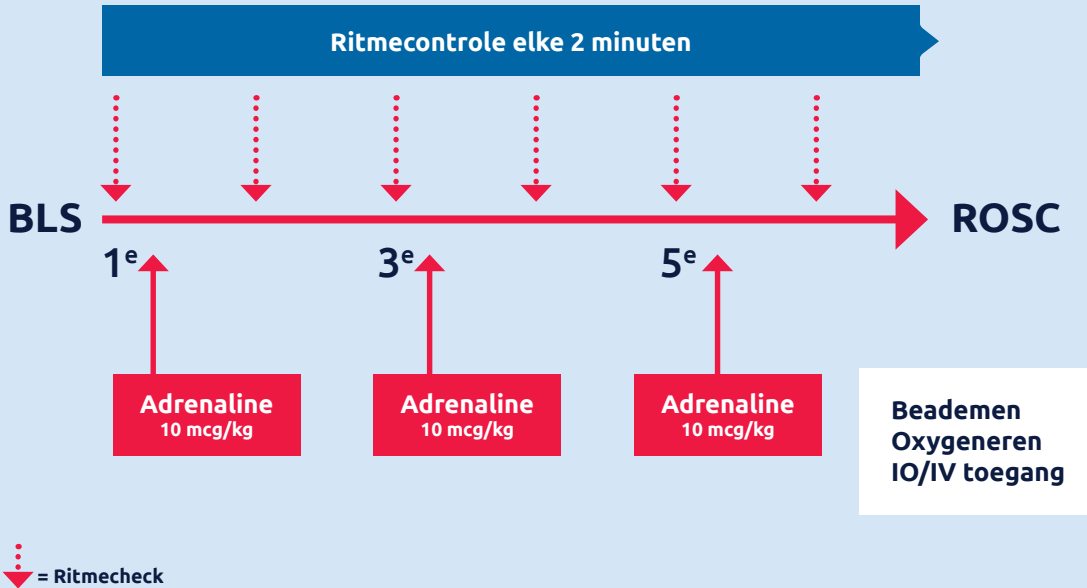 Ritmecontrole elke 2 minuten
BLS
ROSC
1e
3e
5e
Adrenaline
10 mcg/kg
Adrenaline
10 mcg/kg
Adrenaline
10 mcg/kg
Beademen
Oxygeneren
IO/IV toegang
= Ritmecheck